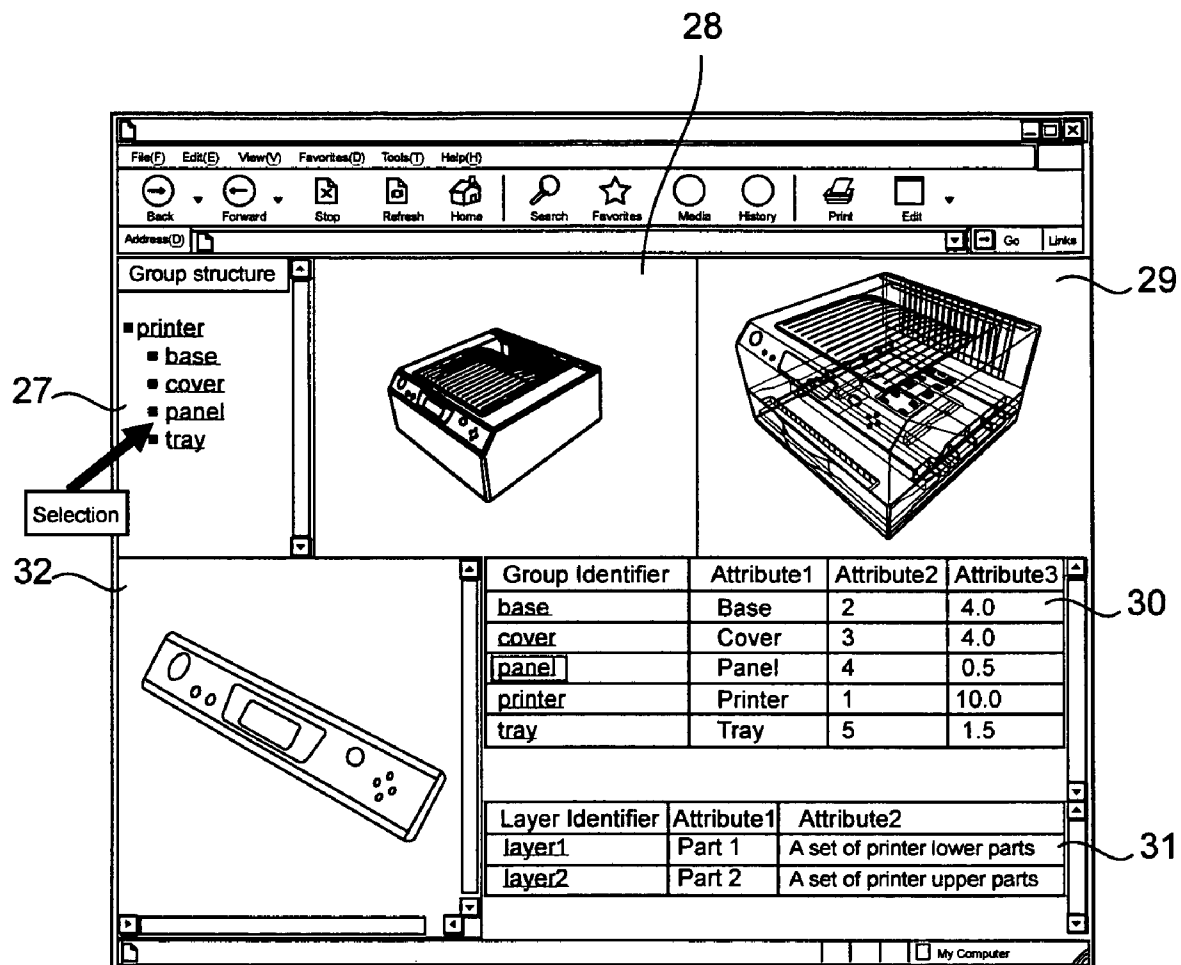 28
File(F) Edit(E) View(V) Favorites(D) Tools(T) Help(H)
Back Forward Stop Refresh Home Search Favorites Media History Print Edit
Address(D) Go Links
Group structure
29
printer
base
cover
27
panel
tray
Selection
32
Group Identifier Attribute1 Attribute2 Attribute3
base Base 2 4.0
30
cover Cover 3 4.0
panel Panel 4 0.5
printer Printer 1 10.0
tray Tray 5 1.5
Layer Identifier Attribute1 Attribute2
layer1 Part 1 A set of printer lower parts
31
layer2 Part 2 A set of printer upper parts
My Computer